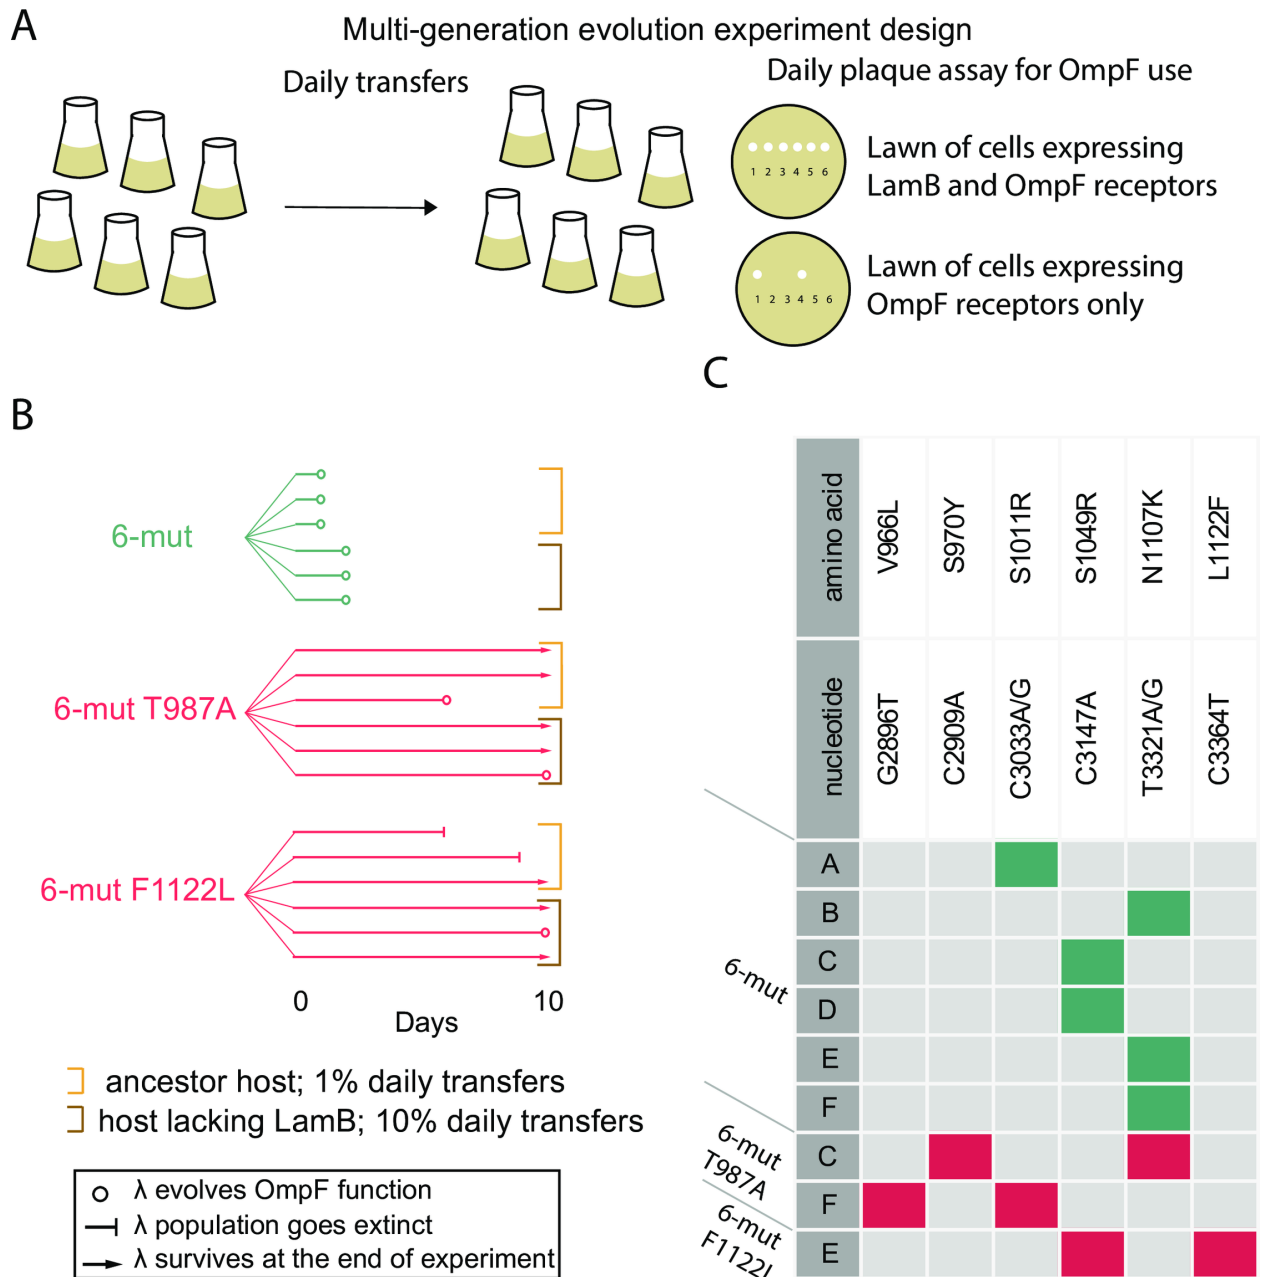 A
Multi-generation evolution experiment design
Daily transfers
Daily plaque assay for OmpF use
1 2 3 4 5 6
Lawn of cells expressing
LamB and OmpF receptors
1 2 3 4 5 6
Lawn of cells expressing
OmpF receptors only
B
6-mut
6-mut T987A
6-mut F1122L
0
10
Days
ancestor host; 1% daily transfers
host lacking LamB; 10% daily transfers
λ evolves OmpF function
λ population goes extinct
λ survives at the end of experiment
C
amino acid
V966L
S970Y
S1011R
S1049R
N1107K
L1122F
nucleotide
G2896T
C2909A
C3033A/G
C3147A
T3321A/G
C3364T
6-mut
A
B
C
D
E
F
6-mut
T987A
C
F
6-mut
F1122L
E